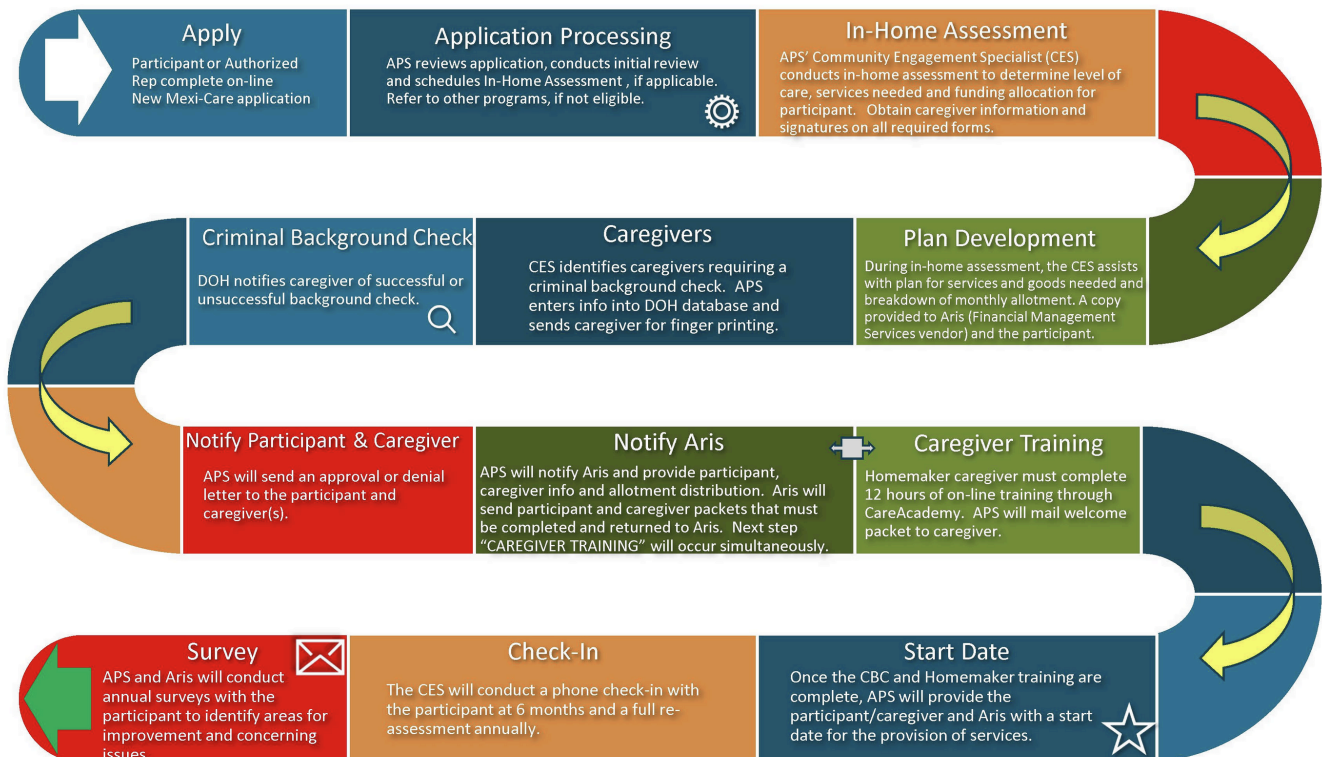 Apply
Participant or Authorized
Rep complete on-line
New Mexi-Care application
Application Processing
APS reviews application, conducts initial review
and schedules In-Home Assessment , if applicable.
Refer to other programs, if not eligible.
In-Home Assessment
APS' Community Engagement Specialist (CES)
conducts in-home assessment to determine level of
care, services needed and funding allocation for
participant.  Obtain caregiver information and
signatures on all required forms.
Plan Development
During in-home assessment, the CES assists
with plan for services and goods needed and
breakdown of monthly allotment. A copy
provided to Aris (Financial Management
Services vendor) and the participant.
Caregivers
CES identifies caregivers requiring a
criminal background check.  APS
enters info into DOH database and
sends caregiver for finger printing.
Criminal Background Check
DOH notifies caregiver of successful or
unsuccessful background check.
Notify Participant & Caregiver
APS will send an approval or denial
letter to the participant and
caregiver(s).
Notify Aris
APS will notify Aris and provide participant,
caregiver info and allotment distribution.  Aris will
send participant and caregiver packets that must
be completed and returned to Aris.  Next step
"CAREGIVER TRAINING" will occur simultaneously.
Caregiver Training
Homemaker caregiver must complete
12 hours of on-line training through
CareAcademy.  APS will mail welcome
packet to caregiver.
Start Date
Once the CBC and Homemaker training are
complete, APS will provide the
participant/caregiver and Aris with a start
date for the provision of services.
Check-In
The CES will conduct a phone check-in with
the participant at 6 months and a full re-
assessment annually.
Survey
APS and Aris will conduct
annual surveys with the
participant to identify areas for
improvement and concerning
issues